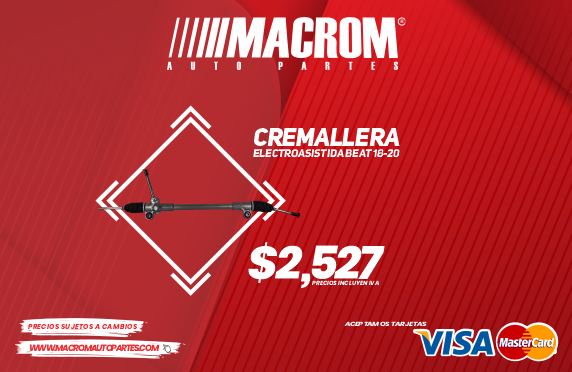 MACROM®
AUTO PARTES
CREMALLERA
ELECTROASISTIDA BEAT 18-20
$2,527
PRECIOS INCLUYEN IVA
PRECIOS SUJETOS A CAMBIOS
ACEPTAMOS TARJETAS
WWW.MACROMAUTOPARTES.COM
VISA
MasterCard